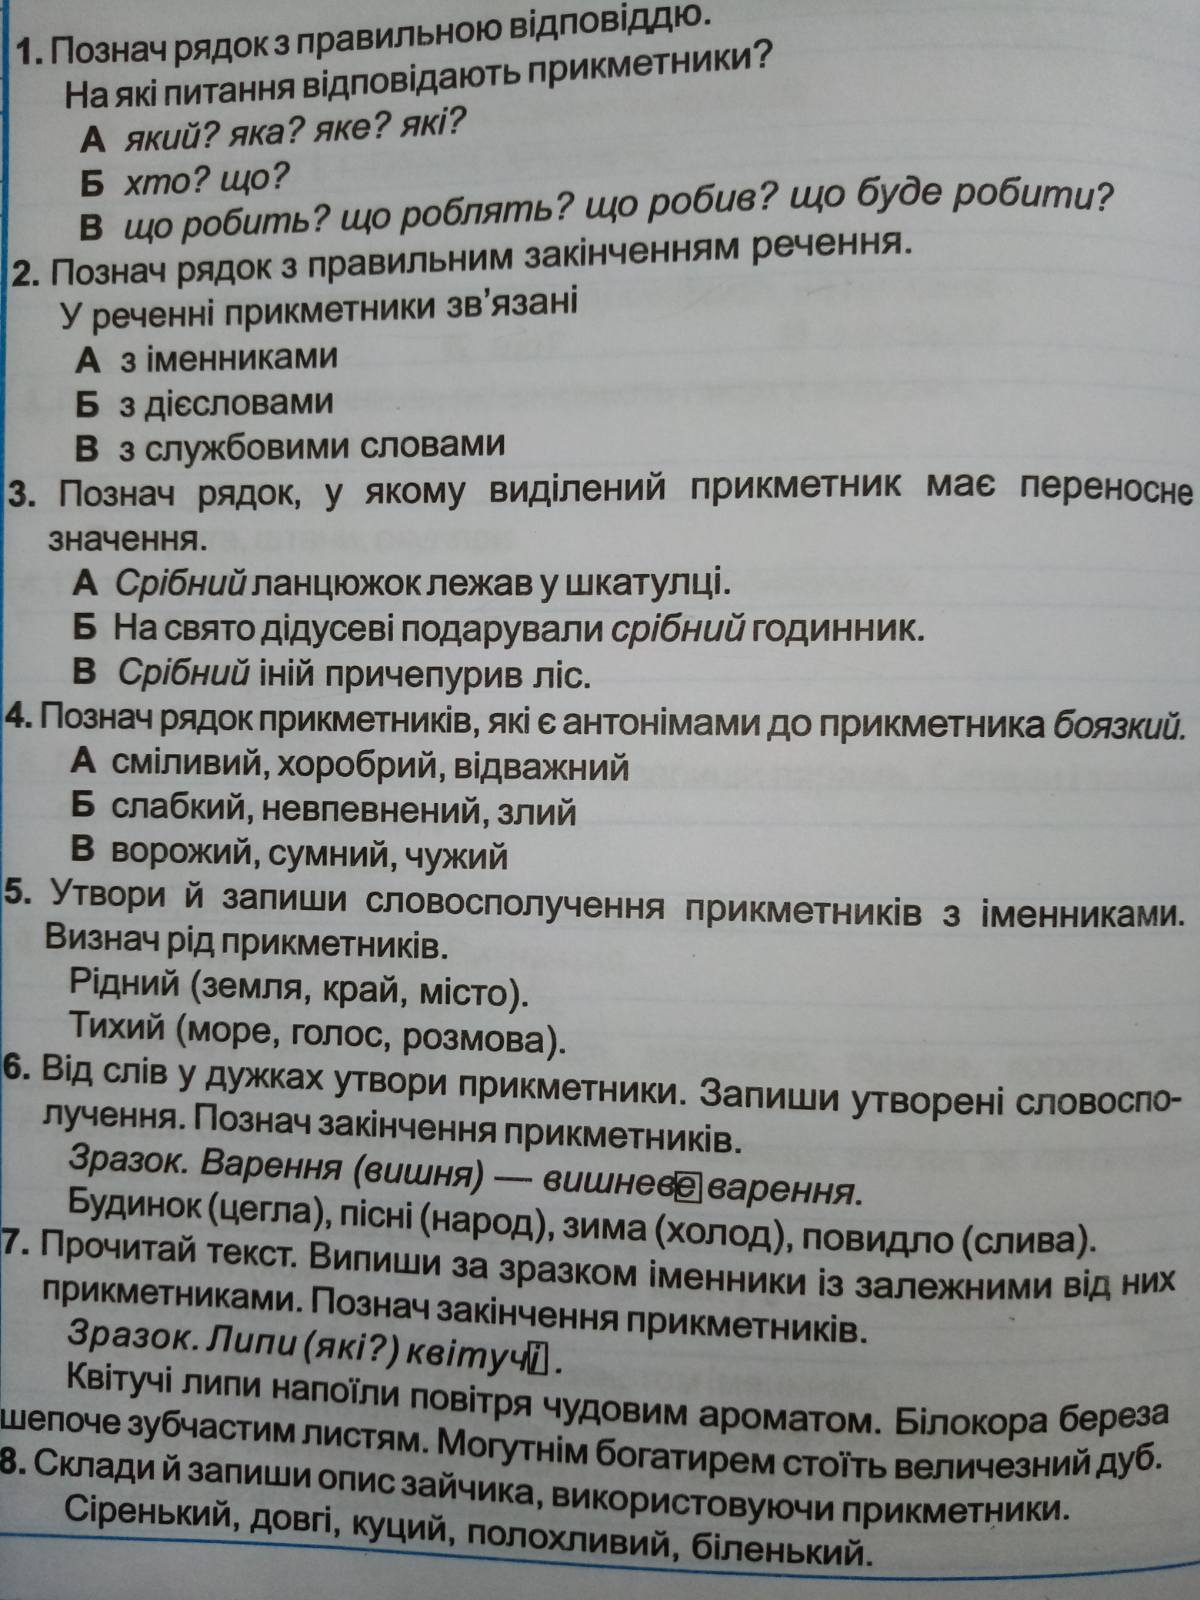 1. Познач рядок з правильною відповіддю.
На які питання відповідають прикметники?
А який? яка? яке? які?
Б хто? що?
В що робить? що роблять? що робив? що буде робити?
2. Познач рядок з правильним закінченням речення.
У реченні прикметники зв’язані
А з іменниками
Б з дієсловами
В з службовими словами
3. Познач рядок, у якому виділений прикметник має переносне
значення.
А Срібний ланцюжок лежав у шкатулці.
Б На свято дідусеві подарували срібний годинник.
В Срібний іній причепурив ліс.
4. Познач рядок прикметників, які є антонімами до прикметника боязкий.
А сміливий, хоробрий, відважний
Б слабкий, невпевнений, злий
В ворожий, сумний, чужий
5. Утвори й запиши словосполучення прикметників з іменниками.
Визнач рід прикметників.
Рідний (земля, край, місто).
Тихий (море, голос, розмова).
6. Від слів у дужках утвори прикметники. Запиши утворені словоспо-
лучення. Познач закінчення прикметників.
Зразок. Варення (вишня) — вишневе варення.
Будинок (цегла), пісні (народ), зима (холод), повидло (слива).
7. Прочитай текст. Випиши за зразком іменники із залежними від них
прикметниками. Познач закінчення прикметників.
Зразок. Липи (які?) квітучі.
Квітучі липи напоїли повітря чудовим ароматом. Білокора береза
шепоче зубчастим листям. Могутнім богатирем стоїть величезний дуб.
8. Склади й запиши опис зайчика, використовуючи прикметники.
Сіренький, довгі, куций, полохливий, біленький.